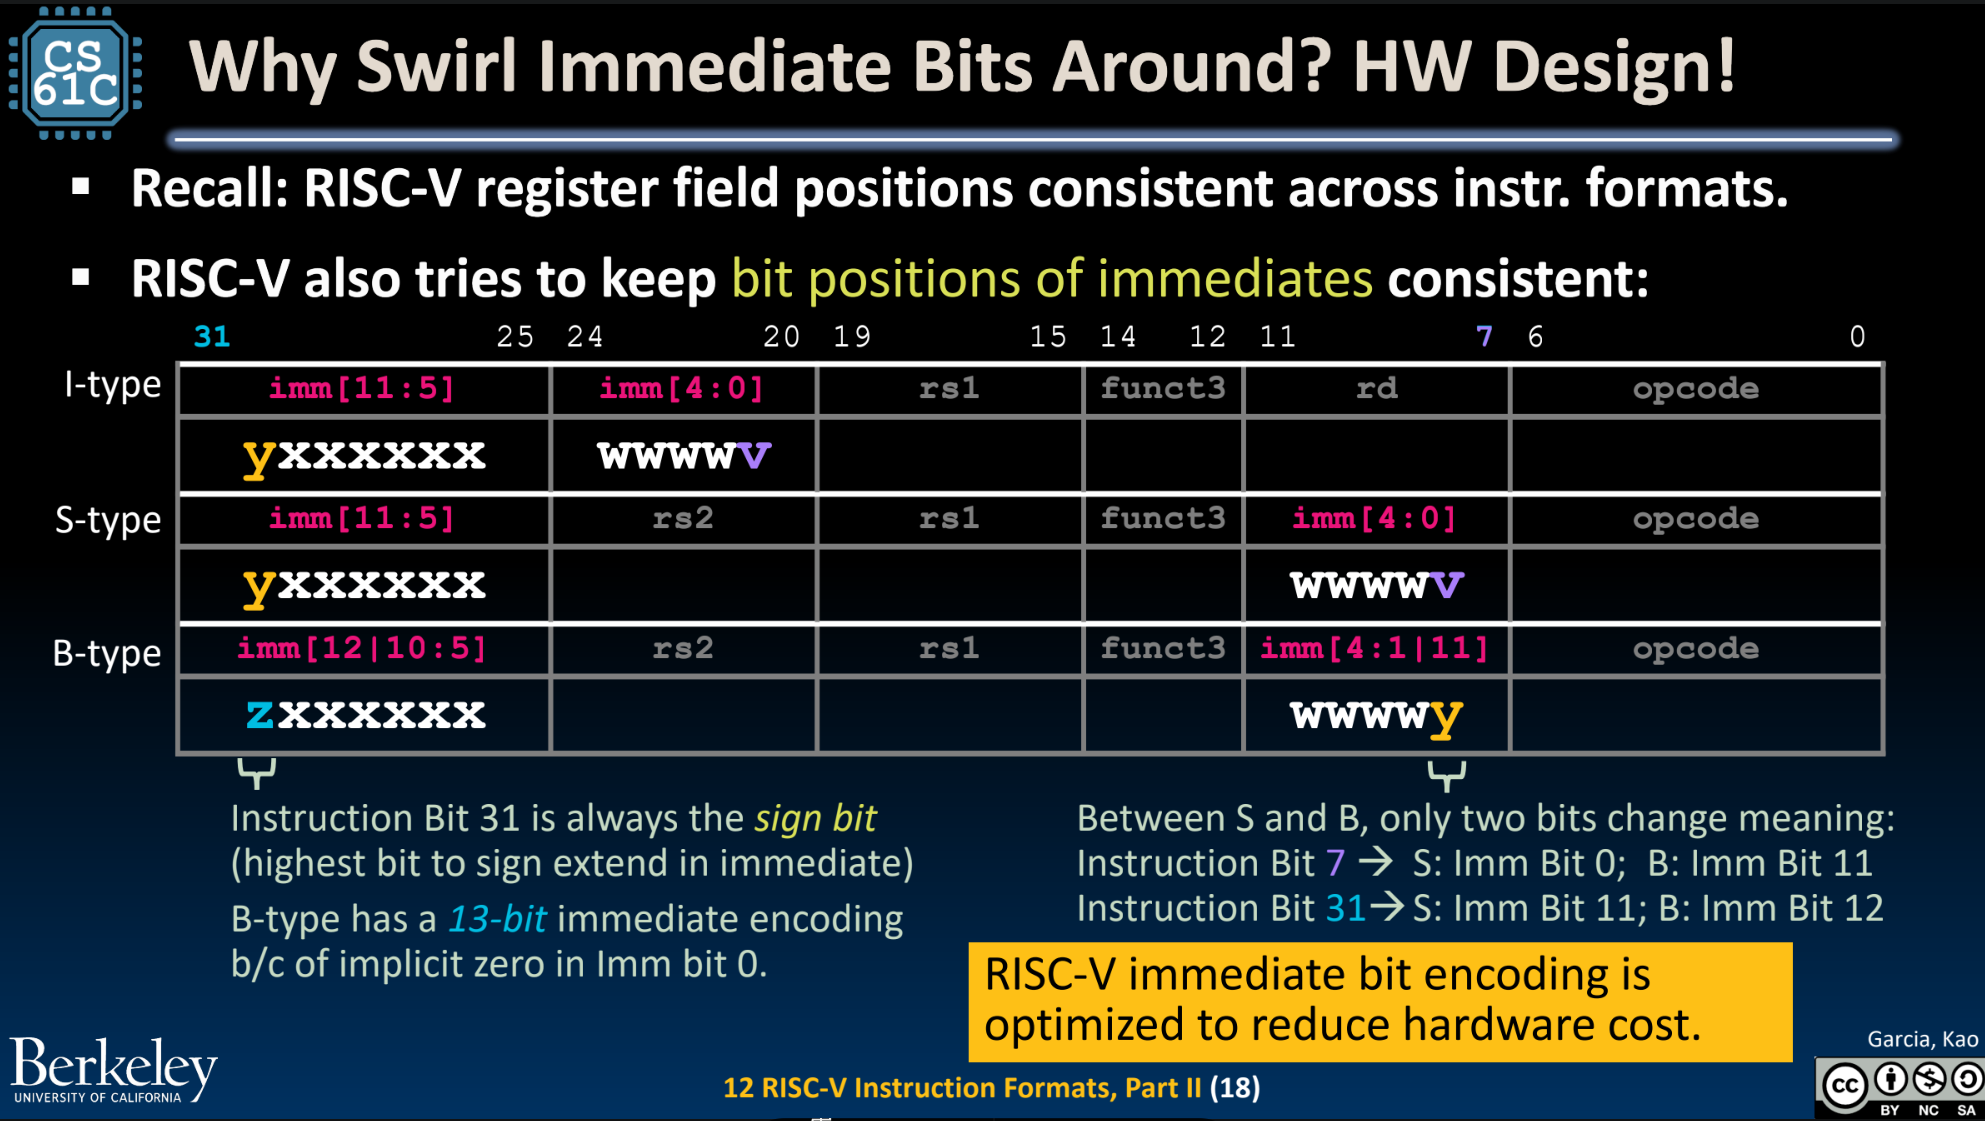 CS
61C
Why Swirl Immediate Bits Around? HW Design!
▪ Recall: RISC-V register field positions consistent across instr. formats.
▪ RISC-V also tries to keep bit positions of immediates consistent:
31 25 24 20 19 15 14 12 11 7 6 0
I-type imm[11:5] imm[4:0] rs1 funct3 rd opcode
yxxxxxx wwwwv
S-type imm[11:5] rs2 rs1 funct3 imm[4:0] opcode
yxxxxxx wwwwv
B-type imm[12|10:5] rs2 rs1 funct3 imm[4:1|11] opcode
zxxxxxx wwwwy
Instruction Bit 31 is always the sign bit
(highest bit to sign extend in immediate)
B-type has a 13-bit immediate encoding
b/c of implicit zero in Imm bit 0.
Between S and B, only two bits change meaning:
Instruction Bit 7 → S: Imm Bit 0; B: Imm Bit 11
Instruction Bit 31→ S: Imm Bit 11; B: Imm Bit 12
RISC-V immediate bit encoding is
optimized to reduce hardware cost.
Berkeley
UNIVERSITY OF CALIFORNIA
12 RISC-V Instruction Formats, Part II (18)
Garcia, Kao
cc
BY NC SA